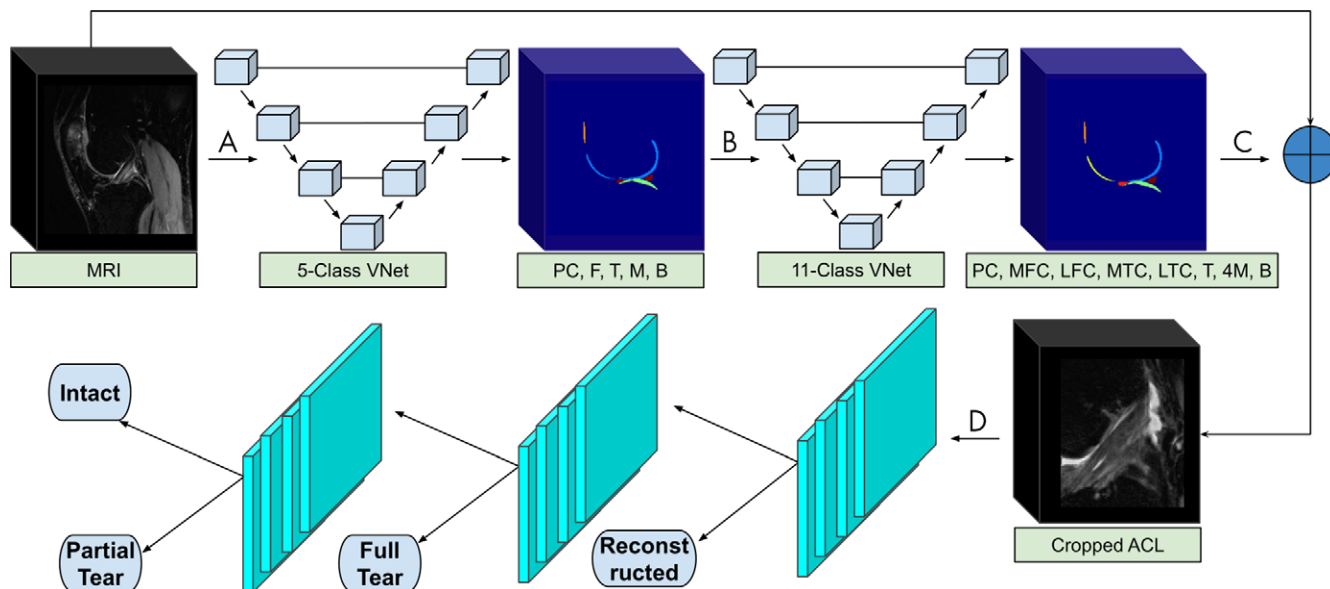 A
B
C
MRI
5-Class VNet
PC, F, T, M, B
11-Class VNet
PC, MFC, LFC, MTC, LTC, T, 4M, B
Intact
Partial
Tear
Full
Tear
Reconst
ructed
D
Cropped ACL